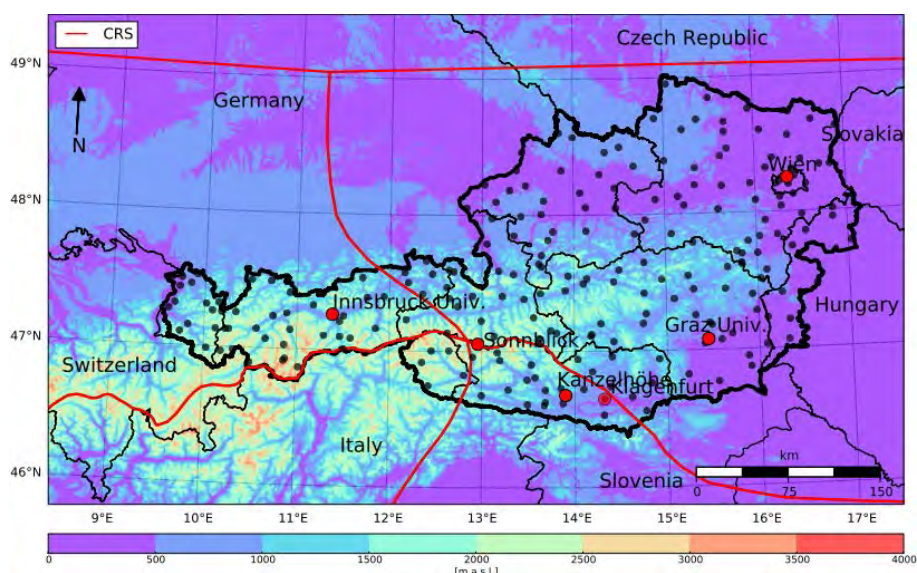 CRS
Czech Republic
49°N
Germany
N
Slovakia
Wien
48°N
Innsbruck Univ.
Hungary
47°N
Sonnblick
Graz Univ.
Switzerland
Kanzelhöhe
Klagenfurt
Italy
km
46°N
Slovenia
0 75 150
9°E 10°E 11°E 12°E 13°E 14°E 15°E 16°E 17°E
0 500 1000 1500 2000 2500 3000 3500 4000
[m a.s.l.]